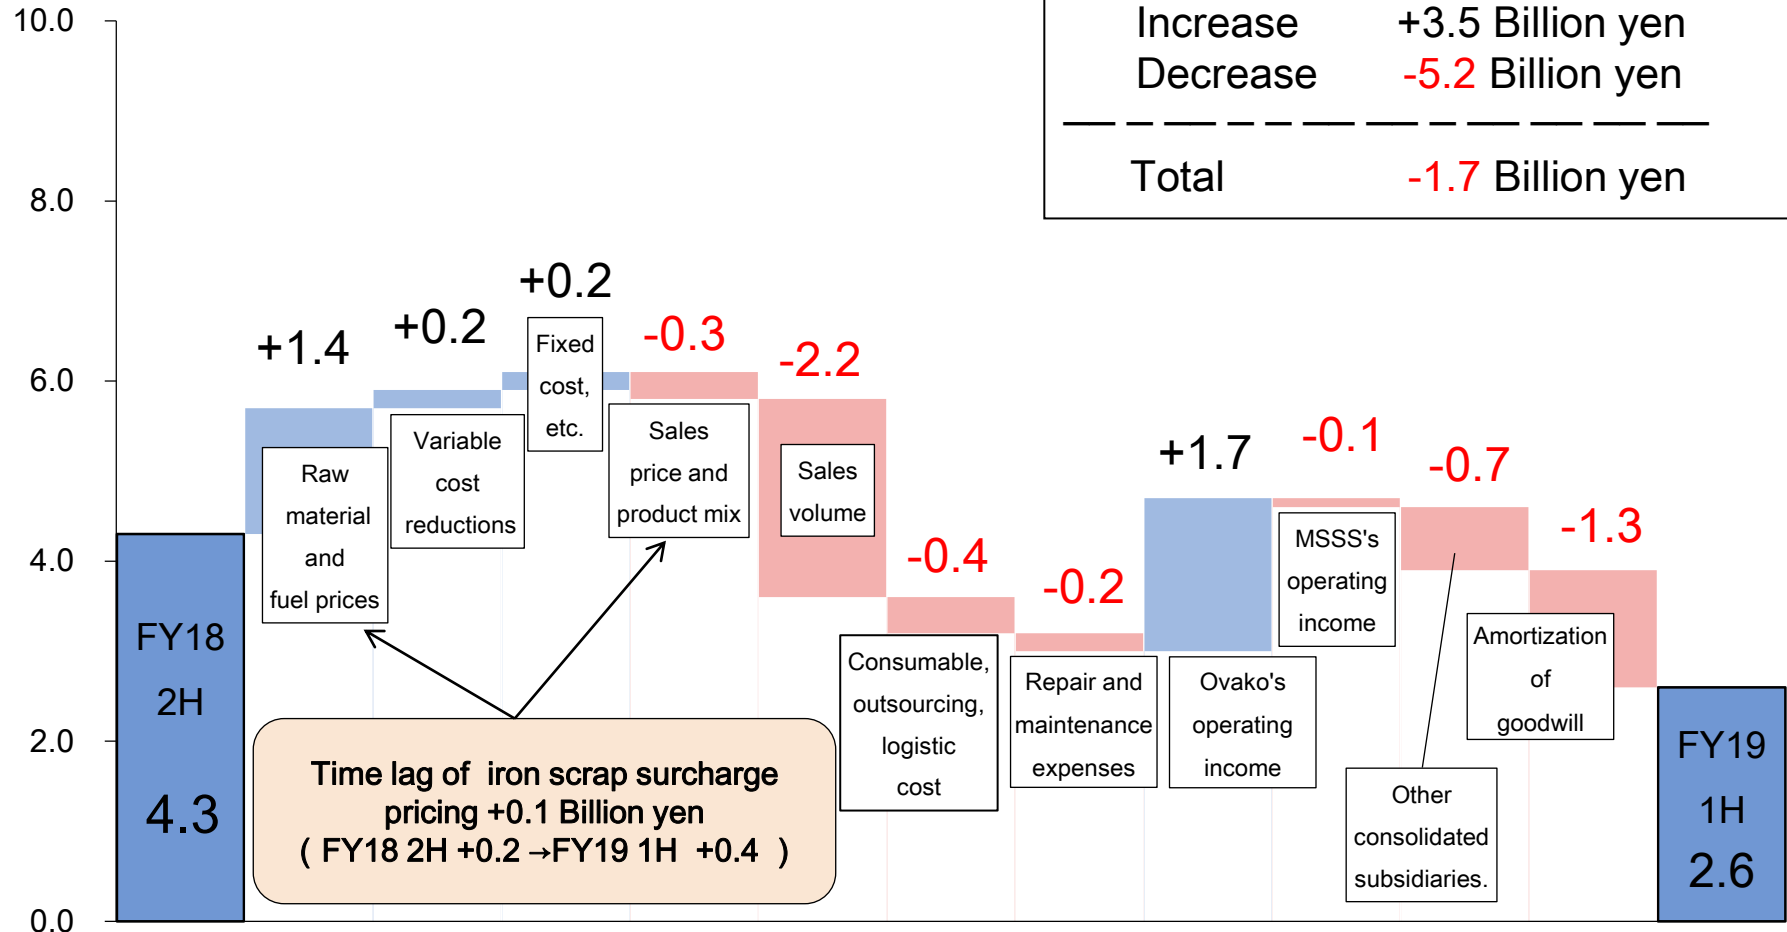 10.0
8.0
6.0
4.0
2.0
0.0
Increase +3.5 Billion yen
Decrease -5.2 Billion yen
Total -1.7 Billion yen
FY18
2H
4.3
+1.4
Raw
material
and
fuel prices
+0.2
Variable
cost
reductions
+0.2
Fixed
cost,
etc.
-0.3
Sales
price and
product mix
-2.2
Sales
volume
-0.4
Consumable,
outsourcing,
logistic
cost
-0.2
Repair and
maintenance
expenses
+1.7
Ovako's
operating
income
-0.1
MSSS's
operating
income
-0.7
Other
consolidated
subsidiaries.
-1.3
Amortization
of
goodwill
FY19
1H
2.6
Time lag of iron scrap surcharge
pricing +0.1 Billion yen
( FY18 2H +0.2 →FY19 1H +0.4 )